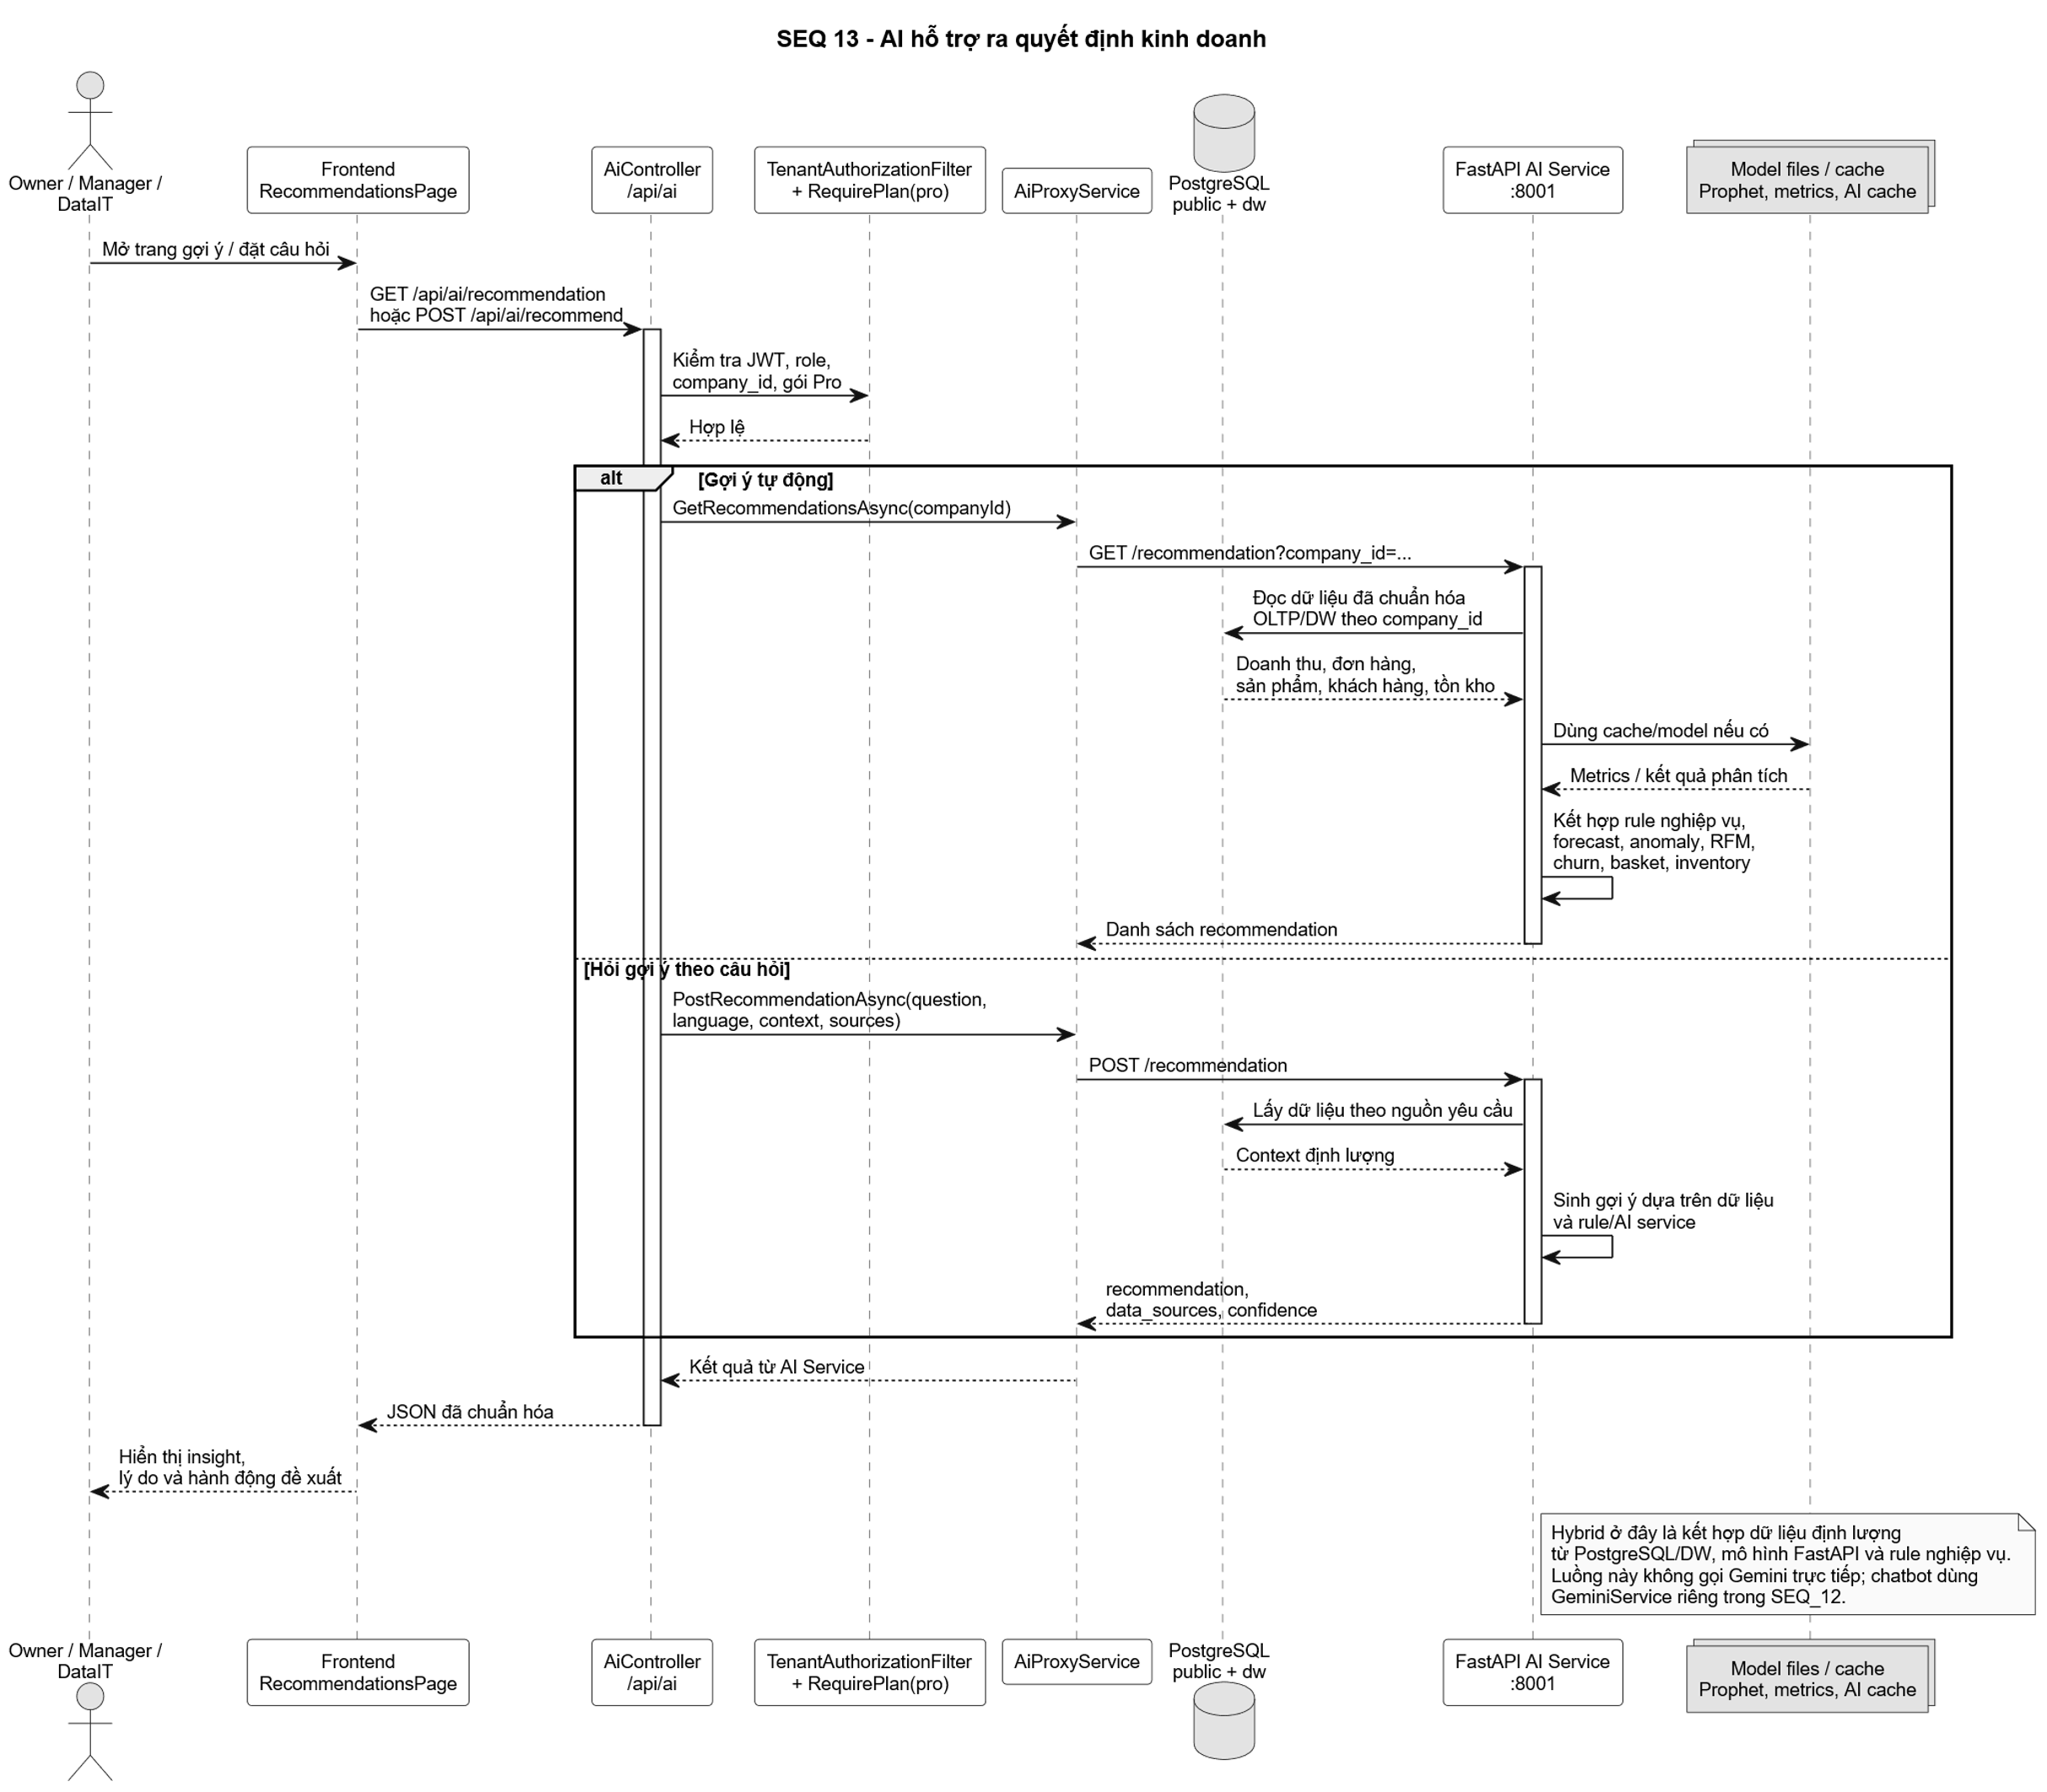 SEQ 13 - AI hỗ trợ ra quyết định kinh doanh
Owner / Manager /
DataIT
Frontend
RecommendationsPage
AiController
/api/ai
TenantAuthorizationFilter
+ RequirePlan(pro)
AiProxyService
PostgreSQL
public + dw
FastAPI AI Service
:8001
Model files / cache
Prophet, metrics, AI cache
Mở trang gợi ý / đặt câu hỏi
GET /api/ai/recommendation
hoặc POST /api/ai/recommend
Kiểm tra JWT, role,
company_id, gói Pro
Hợp lệ
alt
[Gợi ý tự động]
GetRecommendationsAsync(companyId)
GET /recommendation?company_id=...
Đọc dữ liệu đã chuẩn hóa
OLTP/DW theo company_id
Doanh thu, đơn hàng,
sản phẩm, khách hàng, tồn kho
Dùng cache/model nếu có
Metrics / kết quả phân tích
Kết hợp rule nghiệp vụ,
forecast, anomaly, RFM,
churn, basket, inventory
Danh sách recommendation
[Hỏi gợi ý theo câu hỏi]
PostRecommendationAsync(question,
language, context, sources)
POST /recommendation
Lấy dữ liệu theo nguồn yêu cầu
Context định lượng
Sinh gợi ý dựa trên dữ liệu
và rule/AI service
recommendation,
data_sources, confidence
Kết quả từ AI Service
JSON đã chuẩn hóa
Hiển thị insight,
lý do và hành động đề xuất
Hybrid ở đây là kết hợp dữ liệu định lượng
từ PostgreSQL/DW, mô hình FastAPI và rule nghiệp vụ.
Luồng này không gọi Gemini trực tiếp; chatbot dùng
GeminiService riêng trong SEQ_12.
Owner / Manager /
DataIT
Frontend
RecommendationsPage
AiController
/api/ai
TenantAuthorizationFilter
+ RequirePlan(pro)
AiProxyService
PostgreSQL
public + dw
FastAPI AI Service
:8001
Model files / cache
Prophet, metrics, AI cache